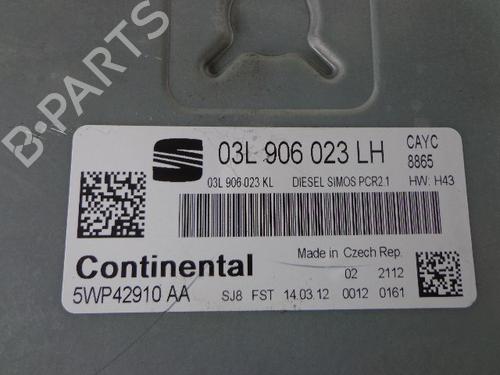 B-PARTS
03L 906 023 LH
CAYC
8865
03L 906 023 KL DIESEL SIMOS PCR2.1 HW: H43
Made in Czech Rep.
Continental
02 2112
5WP42910 AA SJ8 FST 14.03.12 0012 0161